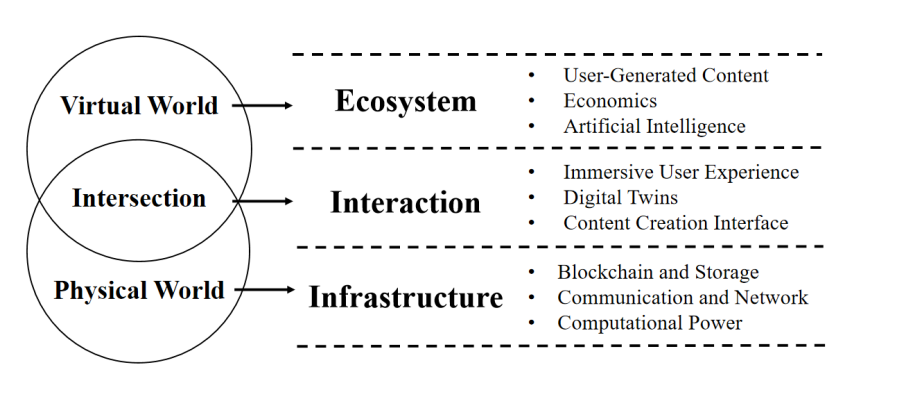 Virtual World
Ecosystem
• User-Generated Content
• Economics
• Artificial Intelligence
Intersection
Interaction
• Immersive User Experience
• Digital Twins
• Content Creation Interface
Physical World
Infrastructure
• Blockchain and Storage
• Communication and Network
• Computational Power